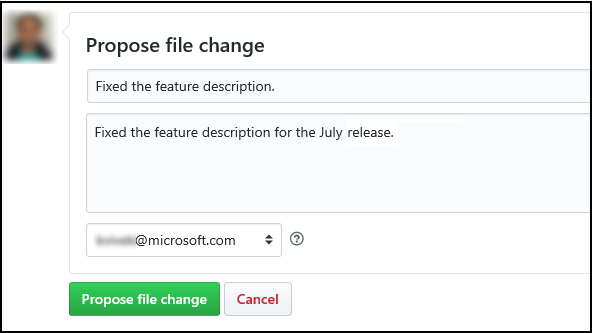 Propose file change
Fixed the feature description.
Fixed the feature description for the July release.
@microsoft.com
Propose file change
Cancel